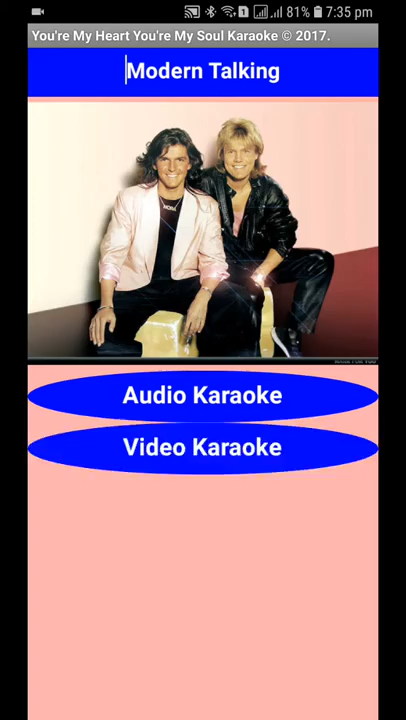 81% 7:35 pm
You're My Heart You're My Soul Karaoke © 2017.
Modern Talking
Audio Karaoke
Video Karaoke